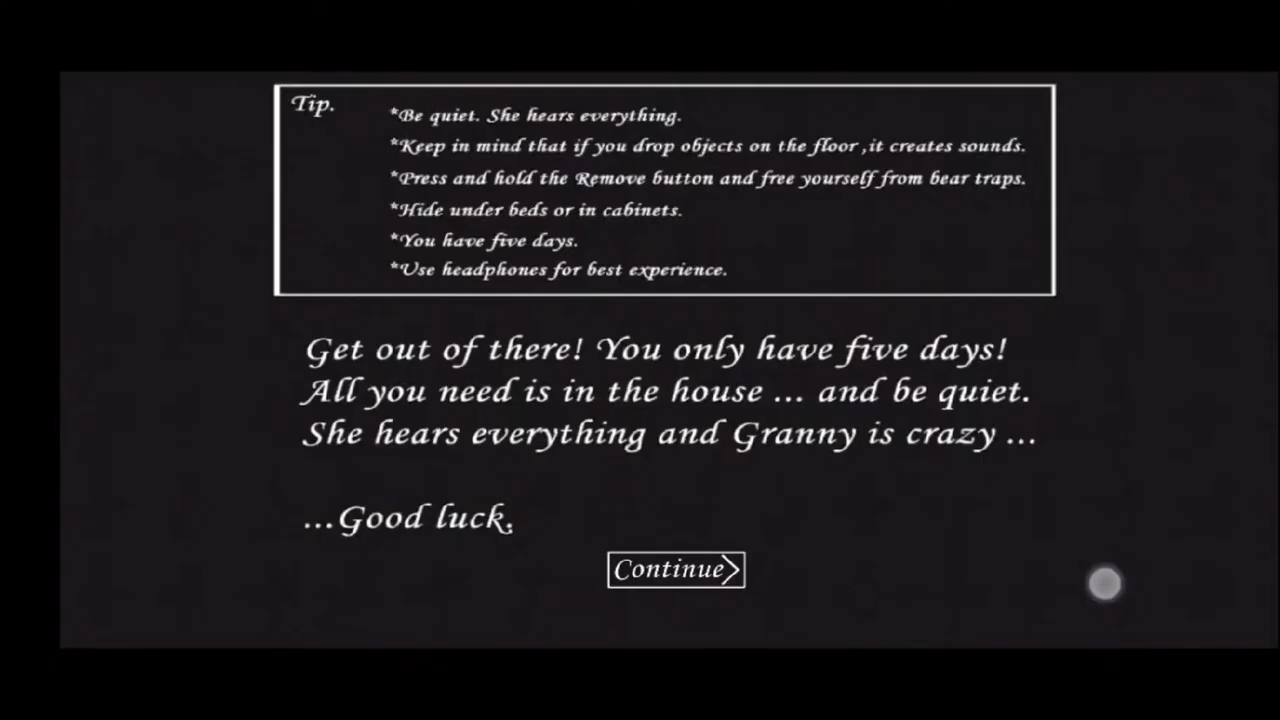 Tip.
*Be quiet. She hears everything.
*Keep in mind that if you drop objects on the floor ,it creates sounds.
*Press and hold the Remove button and free yourself from bear traps.
*Hide under beds or in cabinets.
*You have five days.
*Use headphones for best experience.
Get out of there! You only have five days!
All you need is in the house ... and be quiet.
She hears everything and Granny is crazy ...
...Good luck.
Continue>